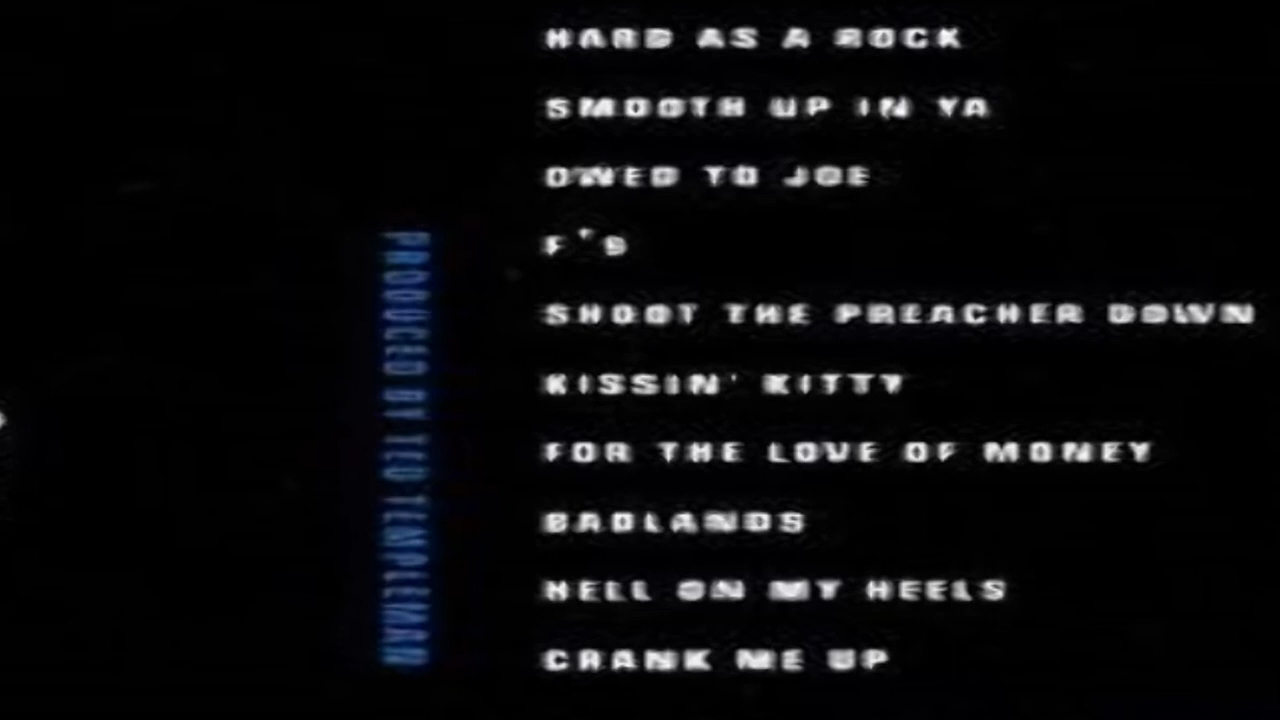 HARD AS A ROCK
SMOOTH UP IN YA
OWED TO JOE
F'9
SHOOT THE PREACHER DOWN
KISSIN' KITTY
FOR THE LOVE OF MONEY
BADLANDS
HELL ON MY HEELS
CRANK ME UP
PRODUCED BY TED TEMPLEMAN